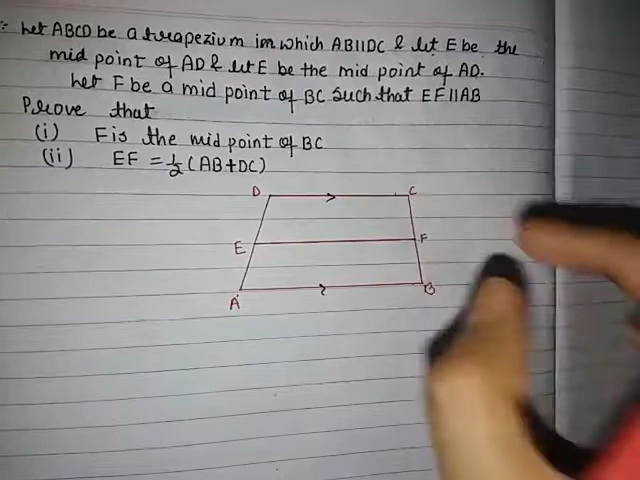 :- Let ABCD be a trapezium in which AB॥DC & let E be the
mid point of AD & let E be the mid point of AD.
Let F be a mid point of BC such that EF॥AB
Prove that
(i) F is the midpoint of BC
(ii) EF = 1/2 (AB+DC)
D C
E F
A B